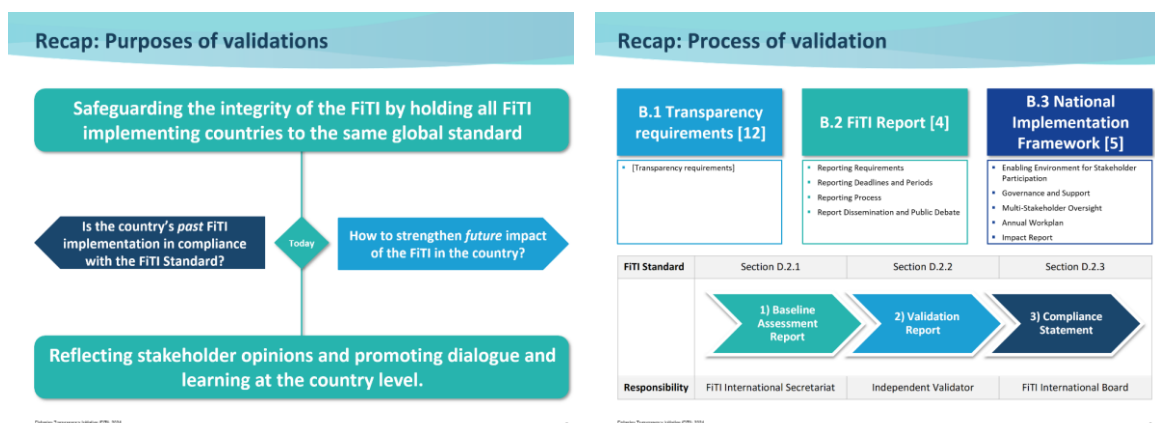 Recap: Purposes of validations
Safeguarding the integrity of the FiTI by holding all FiTI
implementing countries to the same global standard
Is the country's past FiTI
implementation in compliance
with the FiTI Standard?
Today
How to strengthen future impact
of the FiTI in the country?
Reflecting stakeholder opinions and promoting dialogue and
learning at the country level.
Recap: Process of validation
B.1 Transparency
requirements [12]
[Transparency requirements]
B.2 FiTI Report [4]
Reporting Requirements
Reporting Deadlines and Periods
Reporting Process
Report Dissemination and Public Debate
B.3 National
Implementation
Framework [5]
Enabling Environment for Stakeholder
Participation
Governance and Support
Multi-Stakeholder Oversight
Annual Workplan
Impact Report
FiTI Standard
Section D.2.1
Section D.2.2
Section D.2.3
1) Baseline
Assessment
Report
2) Validation
Report
3) Compliance
Statement
Responsibility
FiTI International Secretariat
Independent Validator
FiTI International Board